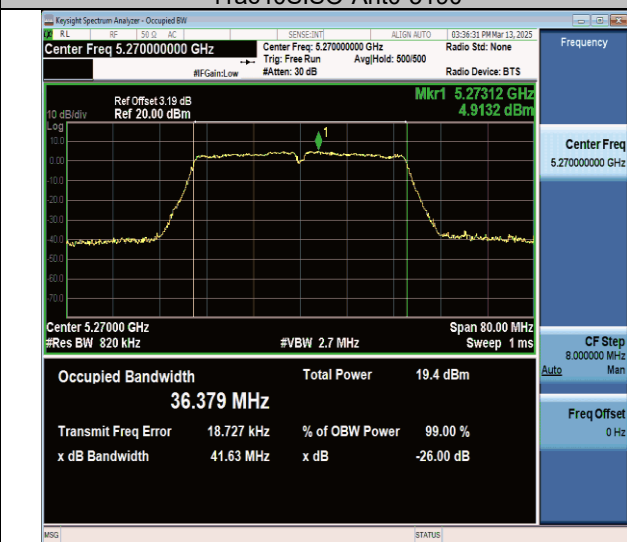 Keysight Spectrum Analyzer - Occupied BW
RL RF 50 Ω AC SENSE:INT ALIGN AUTO 03:36:31 PM Mar 13, 2025
Center Freq 5.270000000 GHz
Center Freq: 5.270000000 GHz
Radio Std: None
Trig: Free Run Avg|Hold: 500/500
#IFGain:Low #Atten: 30 dB Radio Device: BTS
Frequency
Mkr1 5.27312 GHz
4.9132 dBm
Ref Offset 3.19 dB
10 dB/div Ref 20.00 dBm
Log
10.0
0.00
-10.0
-20.0
-30.0
-40.0
-50.0
-60.0
-70.0
1
Center 5.27000 GHz Span 80.00 MHz
#Res BW 820 kHz #VBW 2.7 MHz Sweep 1 ms
Center Freq
5.270000000 GHz
CF Step
8.000000 MHz
Auto Man
Freq Offset
0 Hz
Occupied Bandwidth Total Power 19.4 dBm
36.379 MHz
Transmit Freq Error 18.727 kHz % of OBW Power 99.00 %
x dB Bandwidth 41.63 MHz x dB -26.00 dB
MSG STATUS